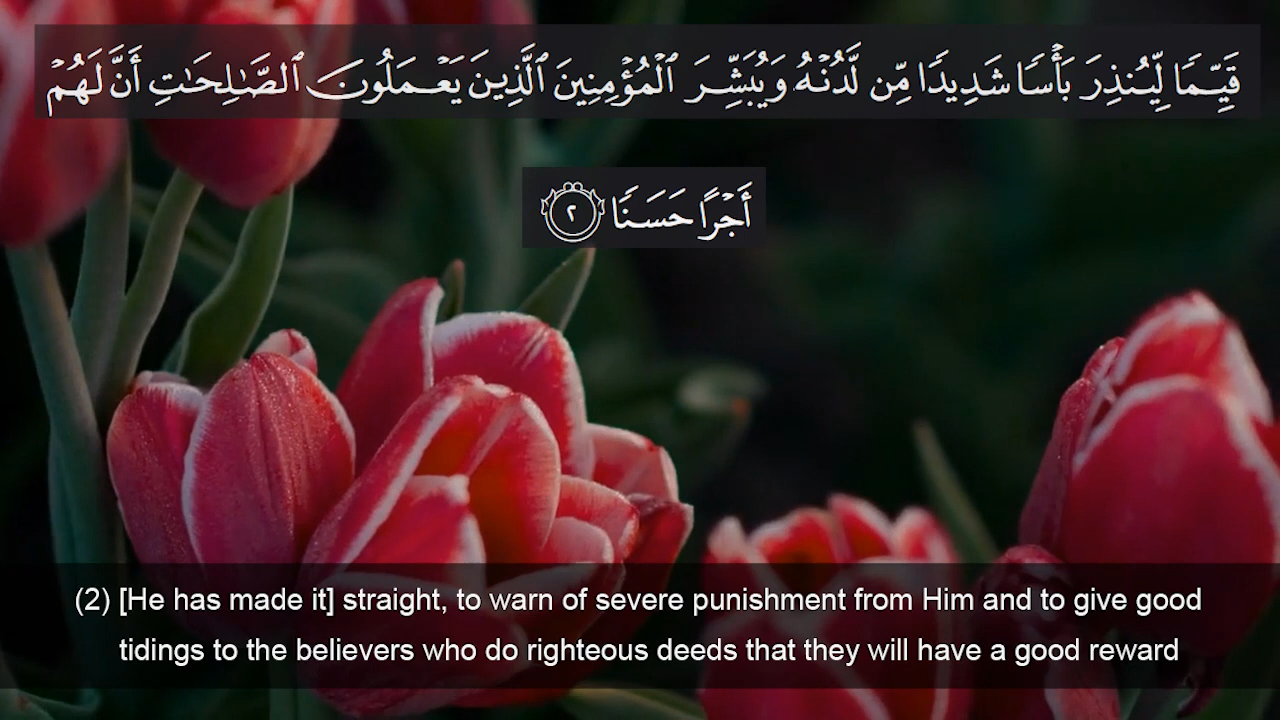 قَيِّمٗا لِّيُنذِرَ بَأۡسٗا شَدِيدٗا مِّن لَّدُنۡهُ وَيُبَشِّرَ ٱلۡمُؤۡمِنِينَ ٱلَّذِينَ يَعۡمَلُونَ ٱلصَّٰلِحَٰتِ أَنَّ لَهُمۡ
أَجۡرًا حَسَنٗا ٢
(2) [He has made it] straight, to warn of severe punishment from Him and to give good
tidings to the believers who do righteous deeds that they will have a good reward